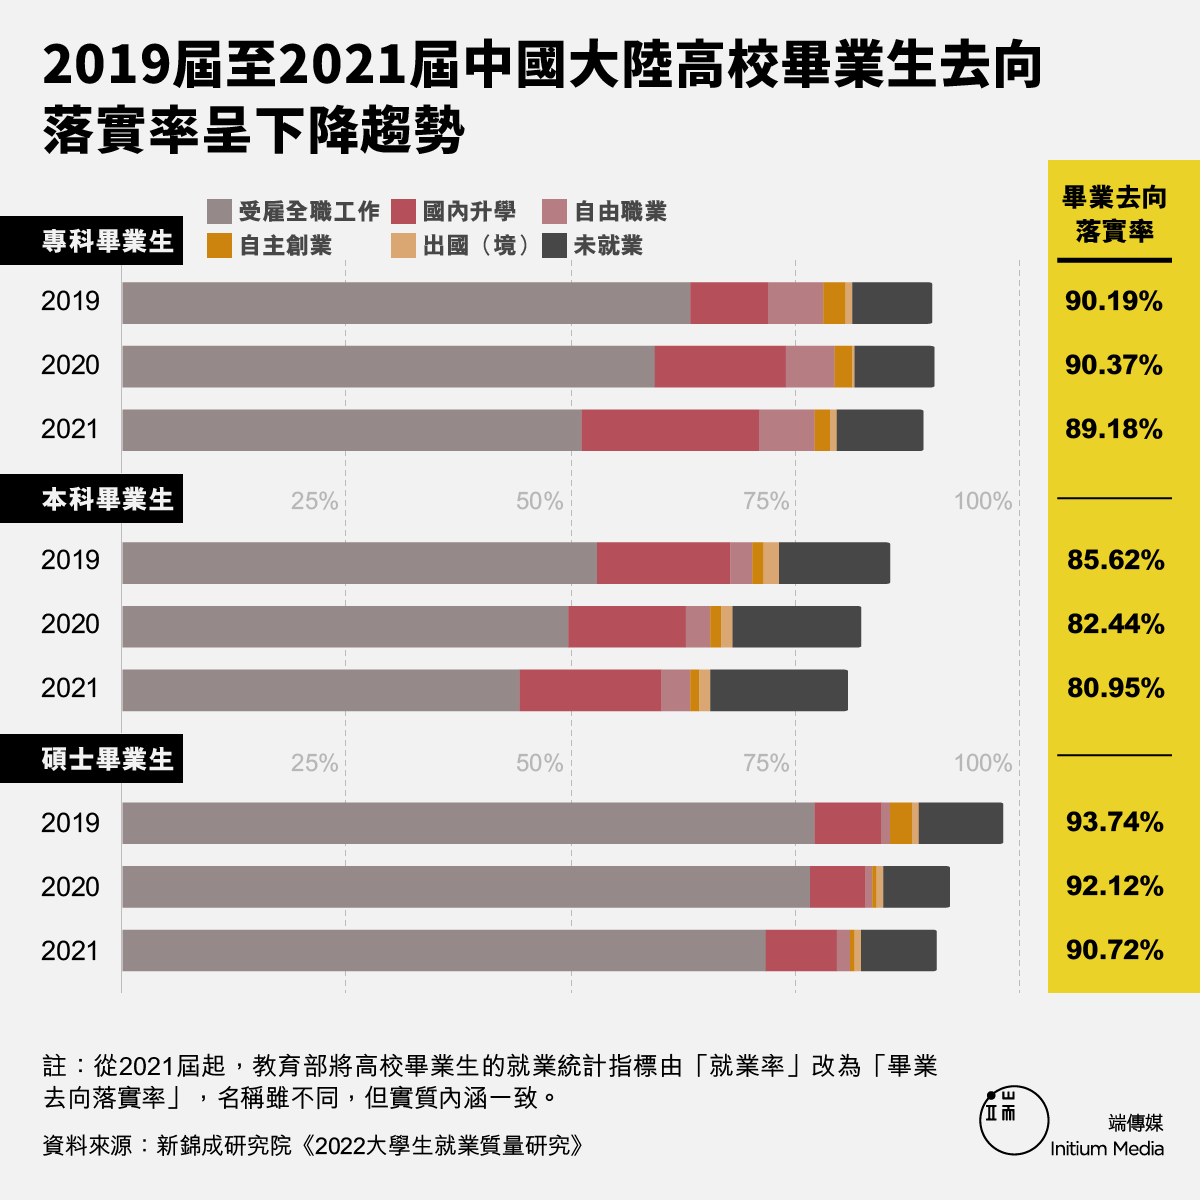 2019屆至2021屆中國大陸高校畢業生去向
落實率呈下降趨勢
畢業去向
落實率
受雇全職工作 國內升學 自由職業
自主創業 出國（境） 未就業
專科畢業生
2019 90.19%
2020 90.37%
2021 89.18%
本科畢業生 25% 50% 75% 100%
2019 85.62%
2020 82.44%
2021 80.95%
碩士畢業生 25% 50% 75% 100%
2019 93.74%
2020 92.12%
2021 90.72%
註：從2021屆起，教育部將高校畢業生的就業統計指標由「就業率」改為「畢業
去向落實率」，名稱雖不同，但實質內涵一致。
資料來源：新錦成研究院《2022大學生就業質量研究》
端
端傳媒
Initium Media